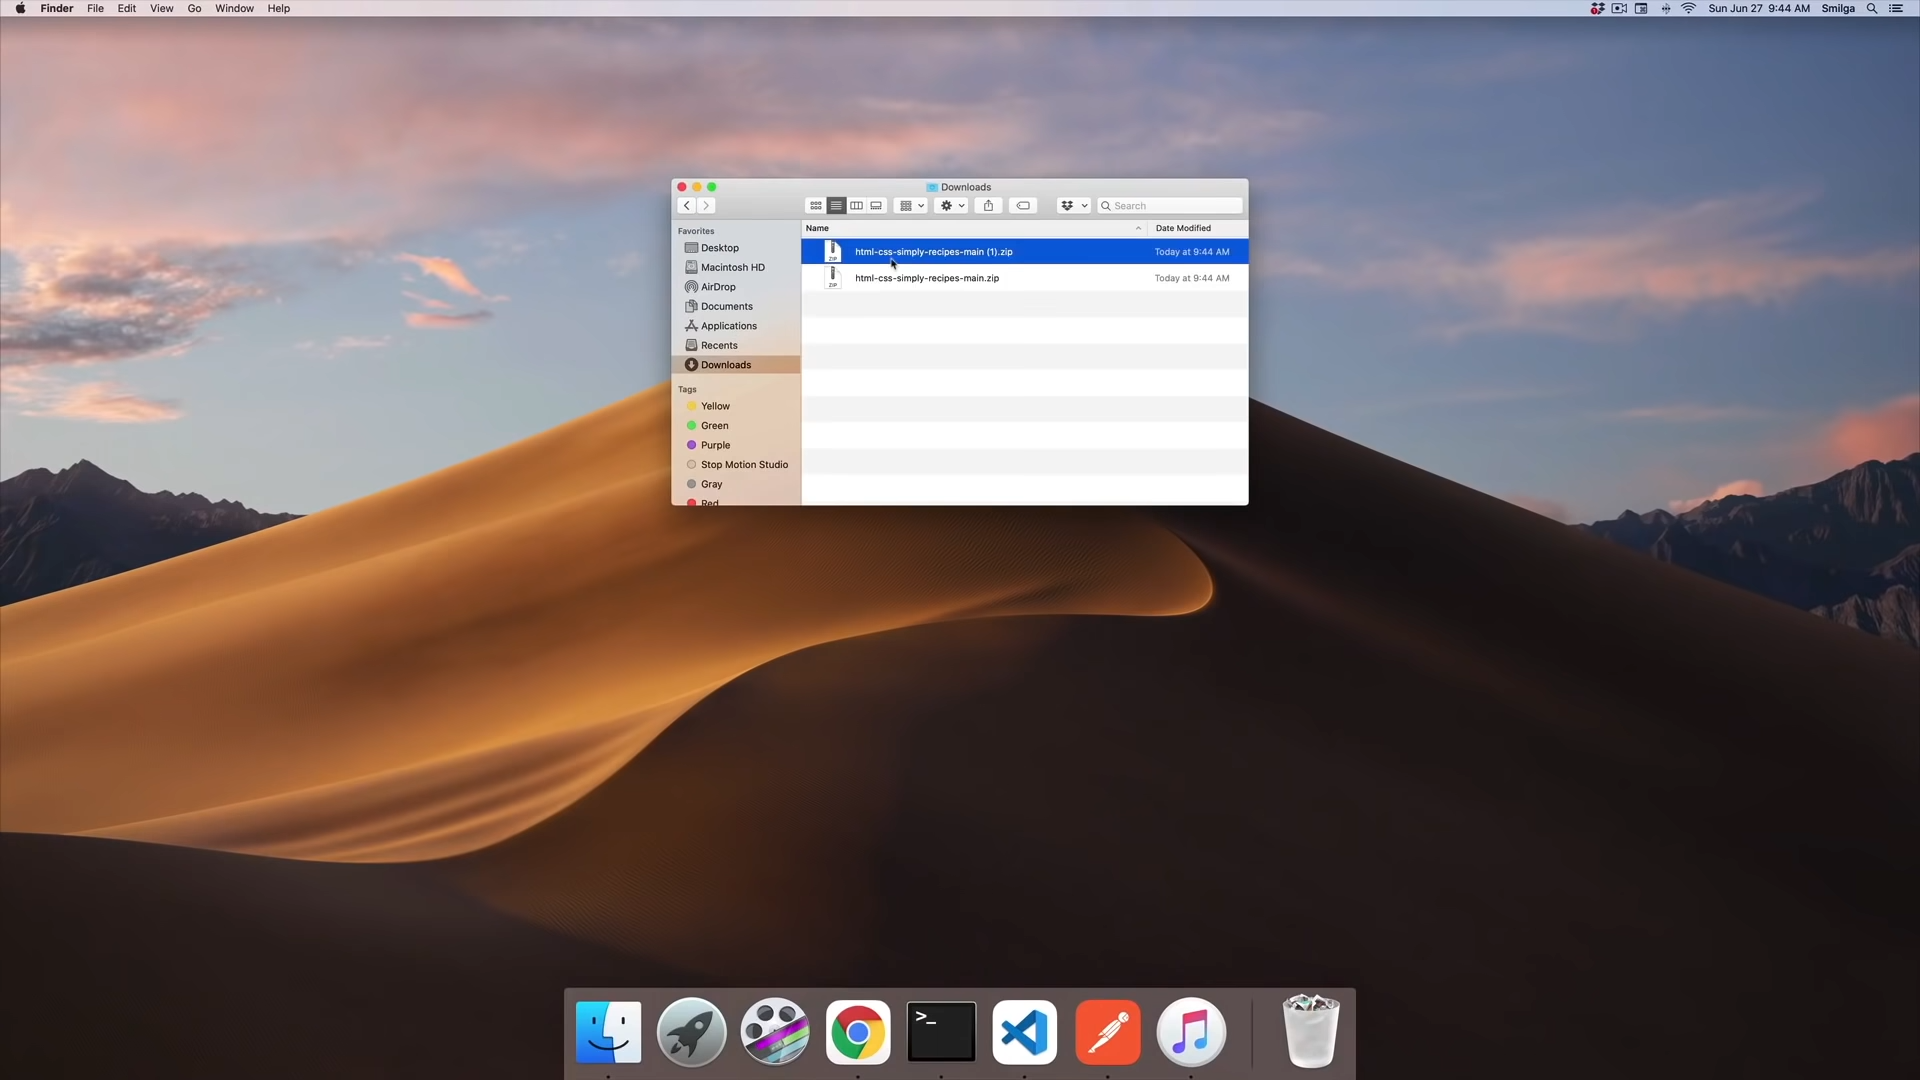 Finder File Edit View Go Window Help Sun Jun 27 9:44 AM Smilga
Downloads
Search
Favorites
Desktop
Macintosh HD
AirDrop
Documents
Applications
Recents
Downloads
Tags
Yellow
Green
Purple
Stop Motion Studio
Gray
Red
Name Date Modified
ZIP html-css-simply-recipes-main (1).zip Today at 9:44 AM
ZIP html-css-simply-recipes-main.zip Today at 9:44 AM
>_